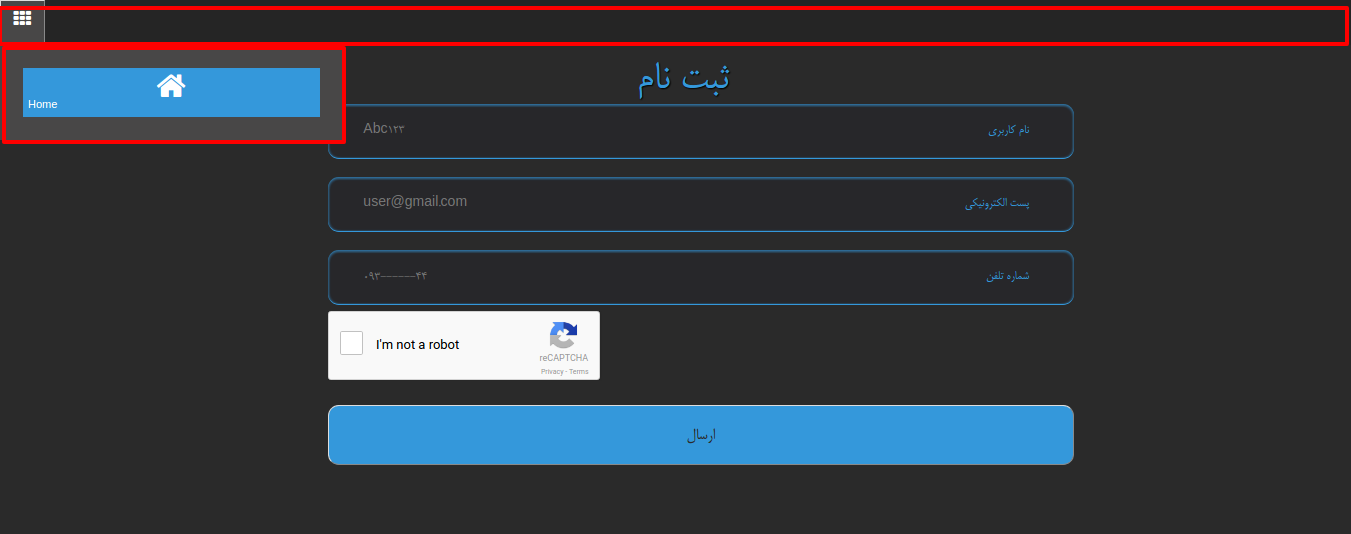 Home
ثبت نام
نام کاربری
Abc۱۲۳
پست الکترونیکی
user@gmail.com
شماره تلفن
۰۹۳------۴۴
I'm not a robot
reCAPTCHA
Privacy - Terms
ارسال